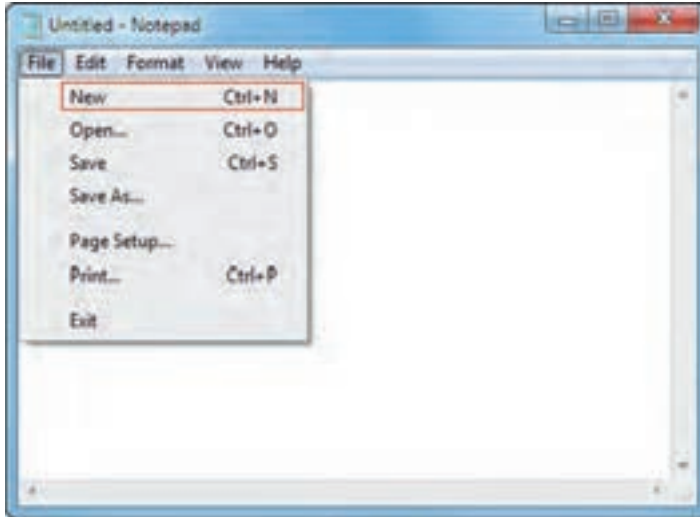 Untitled - Notepad
File Edit Format View Help
New Ctrl+N
Open... Ctrl+O
Save Ctrl+S
Save As...
Page Setup...
Print... Ctrl+P
Exit